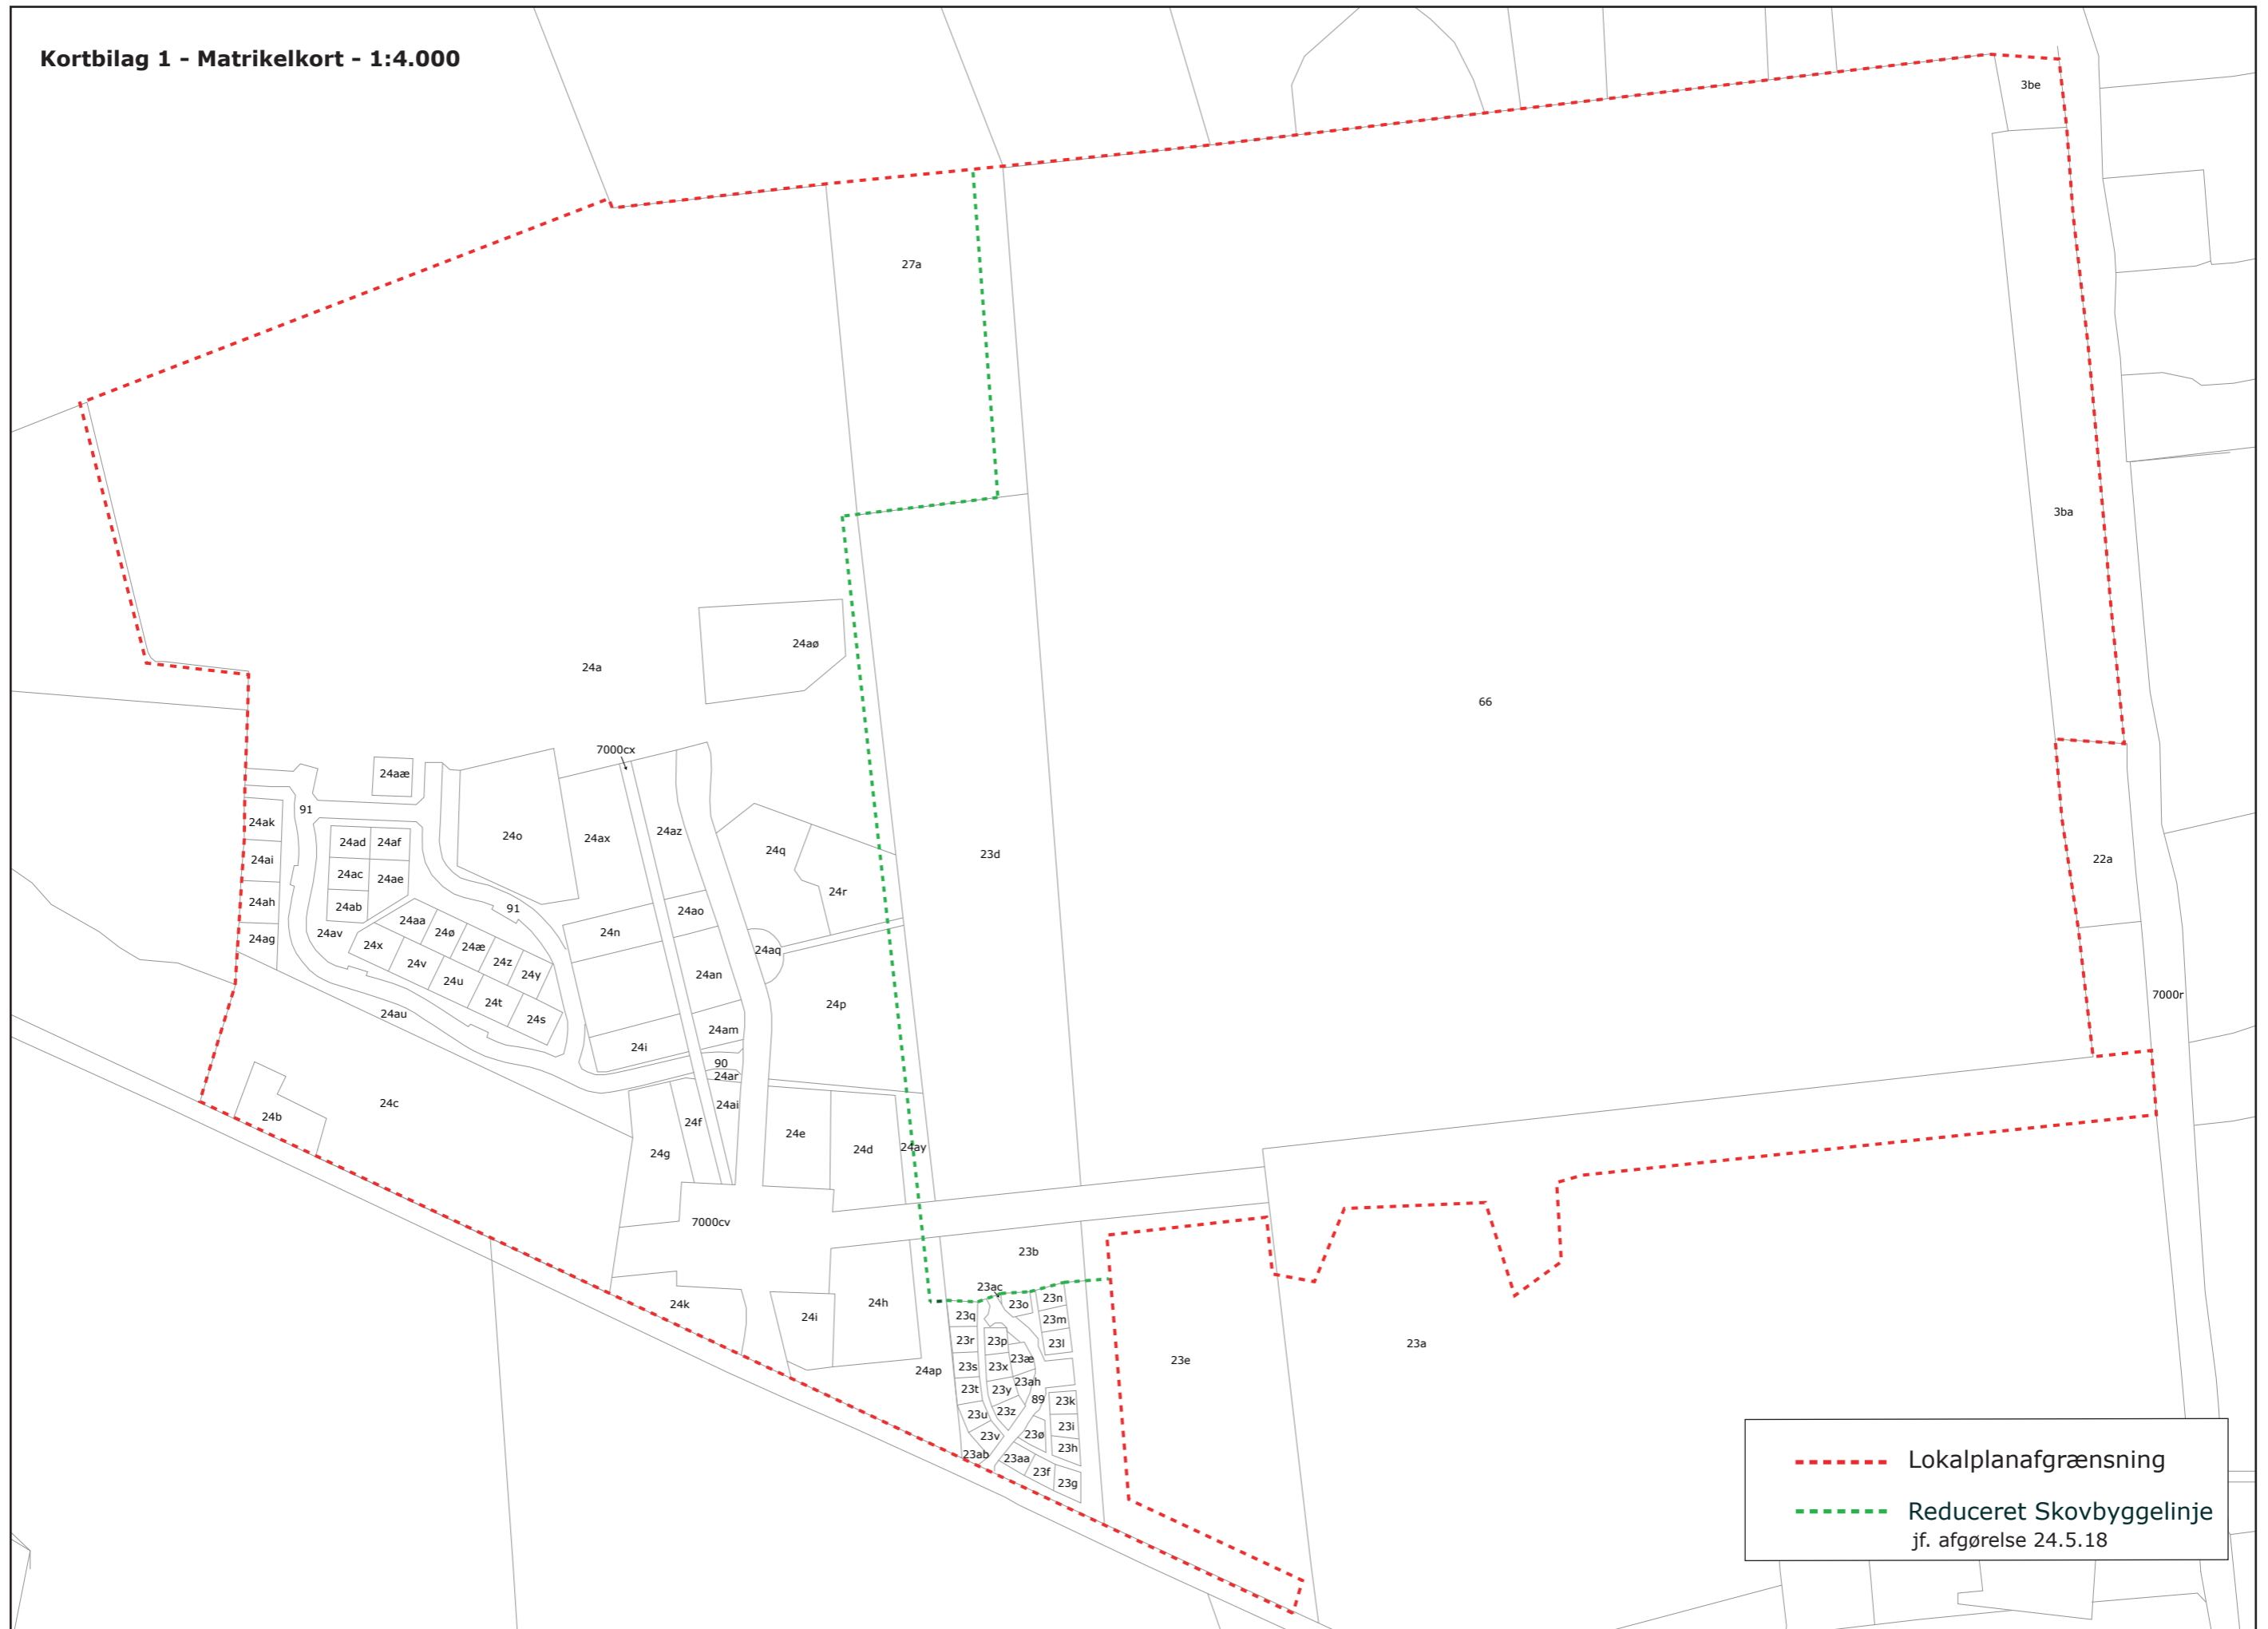 Kortbilag 1 - Matrikelkort - 1:4.000
3be
27a
3ba
24aø
24a
66
7000cx
24aæ
91
24ak
24o
24ax
24az
24ad
24af
24q
23d
22a
24ai
24ac
24ae
24r
24ah
24ab
91
24ao
24aa
24av
24ø
24n
24ag
24x
24æ
24aq
24v
24z
24y
24an
24u
7000r
24t
24p
24au
24s
24am
24i
90
24ar
24c
24ai
24b
24f
24e
24d
24ay
24g
7000cv
23b
23ac
24k
24h
23o
23n
24i
23q
23m
23r
23p
23l
23a
23æ
23e
23s
23x
24ap
23ah
23t
23y
89
23k
23u
23z
23i
23v
23ø
23h
23ab
23aa
23f
23g
Lokalplanafgrænsning
Reduceret Skovbyggelinje
jf. afgørelse 24.5.18